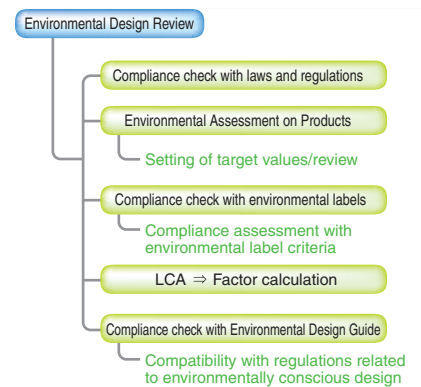 Environmental Design Review
Compliance check with laws and regulations
Environmental Assessment on Products
Setting of target values/review
Compliance check with environmental labels
Compliance assessment with
environmental label criteria
LCA ⇒ Factor calculation
Compliance check with Environmental Design Guide
Compatibility with regulations related
to environmentally conscious design